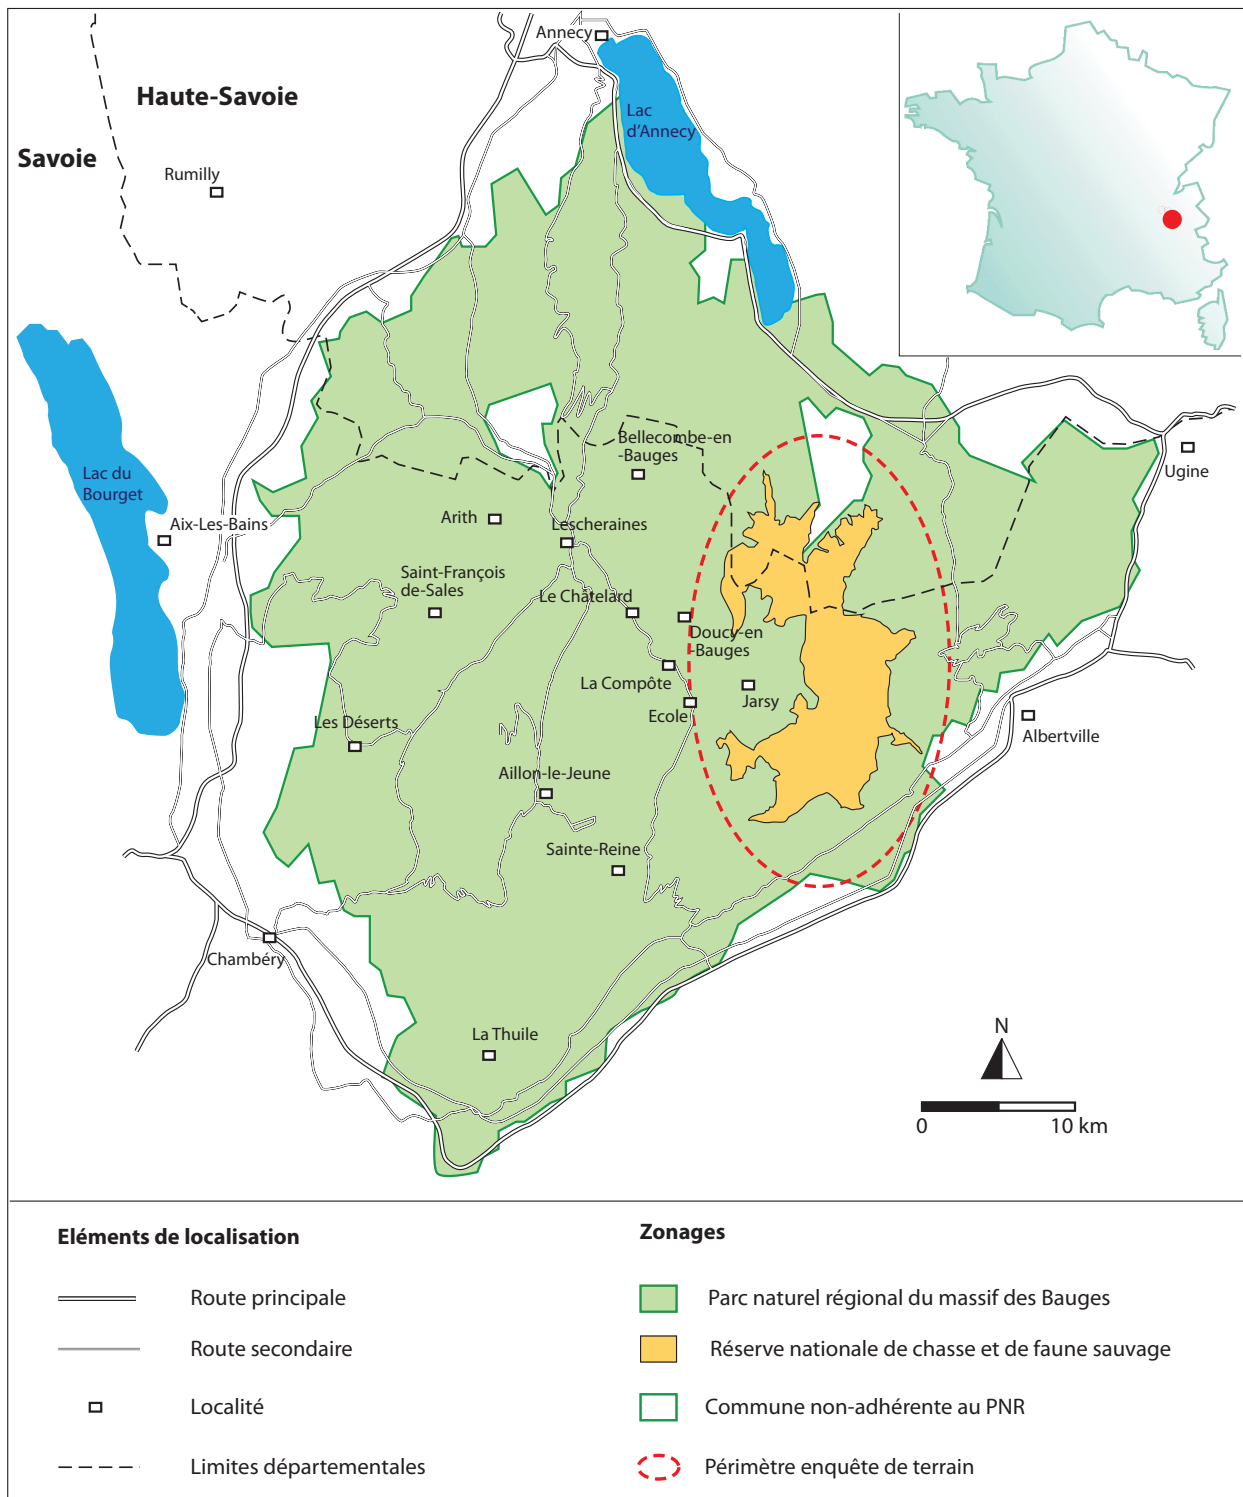 Annecy
Haute-Savoie
Lac
d'Annecy
Savoie
Rumilly
Bellecombe-en
-Bauges
Ugine
Lac du
Bourget
Aix-Les-Bains
Arith
Lescheraines
Saint-François
de-Sales
Le Châtelard
Doucy-en
-Bauges
La Compôte
Jarsy
Ecole
Les Déserts
Albertville
Aillon-le-Jeune
Sainte-Reine
Chambéry
La Thuile
N
0 10 km
Eléments de localisation
Route principale
Route secondaire
Localité
Limites départementales
Zonages
Parc naturel régional du massif des Bauges
Réserve nationale de chasse et de faune sauvage
Commune non-adhérente au PNR
Périmètre enquête de terrain